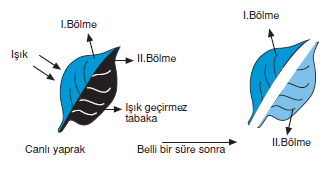 I.Bölme
Işık
II.Bölme
Işık geçirmez
tabaka
Canlı yaprak
Belli bir süre sonra
I.Bölme
II.Bölme